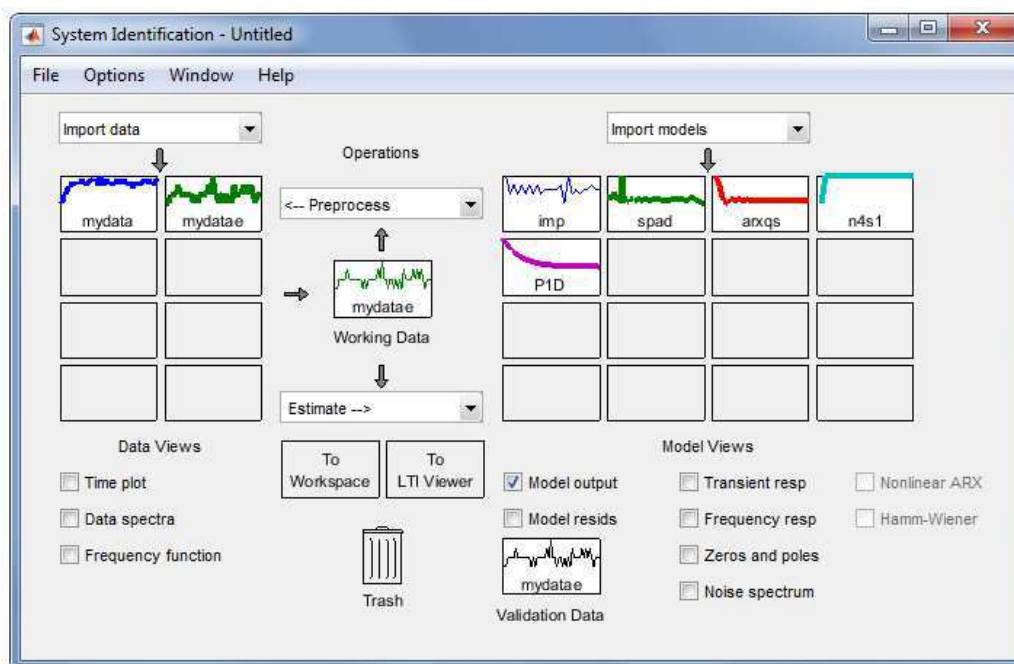 System Identification - Untitled
File Options Window Help
Import data
Import models
Operations
mydata mydatae
<-- Preprocess
imp spad arxqs n4s1
mydatae
P1D
Working Data
Estimate -->
Data Views
Model Views
To Workspace
To LTI Viewer
Time plot
Data spectra
Frequency function
Model output
Model resids
Transient resp
Frequency resp
Zeros and poles
Noise spectrum
Nonlinear ARX
Hamm-Wiener
Trash
mydatae
Validation Data